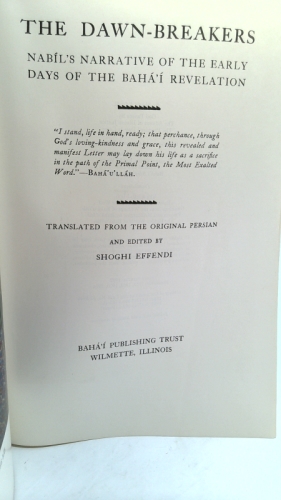 THE DAWN-BREAKERS
NABÍL'S NARRATIVE OF THE EARLY
DAYS OF THE BAHÁ'Í REVELATION
"I stand, life in hand, ready; that perchance, through
God's loving-kindness and grace, this revealed and
manifest Letter may lay down his life as a sacrifice
in the path of the Primal Point, the Most Exalted
Word."—BAHÁ'U'LLÁH.
TRANSLATED FROM THE ORIGINAL PERSIAN
AND EDITED BY
SHOGHI EFFENDI
BAHÁ'Í PUBLISHING TRUST
WILMETTE, ILLINOIS